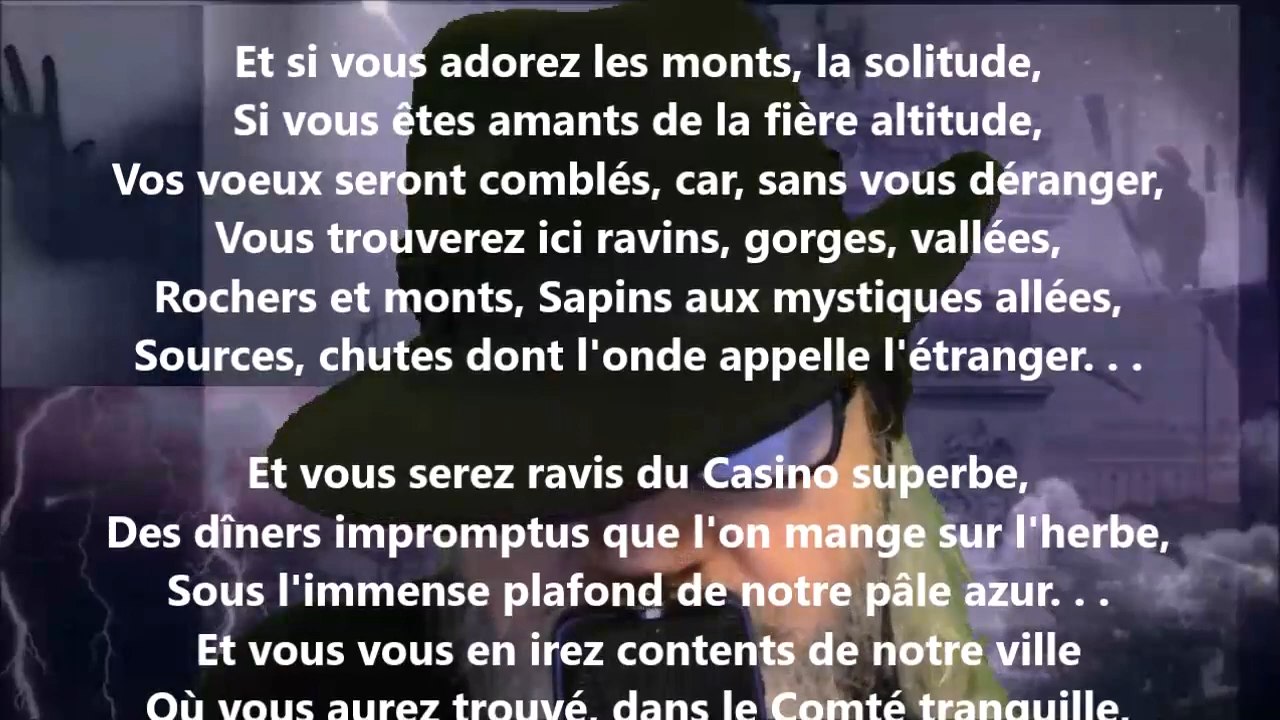 Et si vous adorez les monts, la solitude,
Si vous êtes amants de la fière altitude,
Vos voeux seront comblés, car, sans vous déranger,
Vous trouverez ici ravins, gorges, vallées,
Rochers et monts, Sapins aux mystiques allées,
Sources, chutes dont l'onde appelle l'étranger. . .
Et vous serez ravis du Casino superbe,
Des dîners impromptus que l'on mange sur l'herbe,
Sous l'immense plafond de notre pâle azur. . .
Et vous vous en irez contents de notre ville
Où vous aurez trouvé, dans le Comté tranquille,